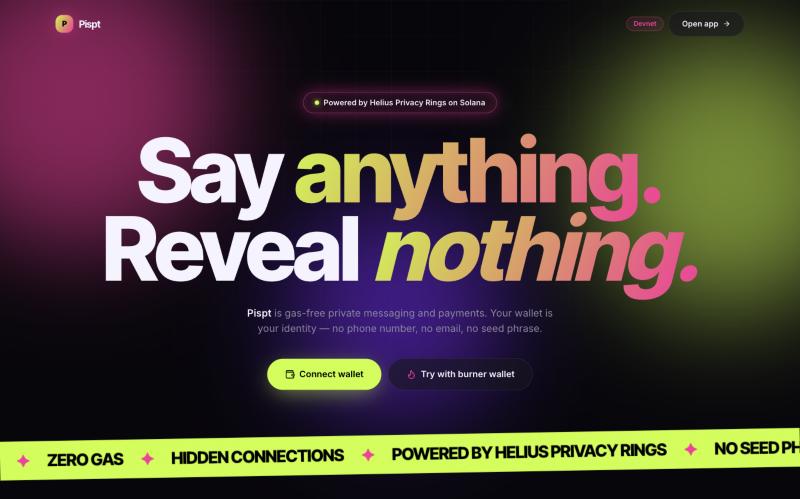 P Pispt
Devnet
Open app →
Powered by Helius Privacy Rings on Solana
Say anything.
Reveal nothing.
Pispt is gas-free private messaging and payments. Your wallet is
your identity — no phone number, no email, no seed phrase.
Connect wallet
Try with burner wallet
✦ ZERO GAS ✦ HIDDEN CONNECTIONS ✦ POWERED BY HELIUS PRIVACY RINGS ✦ NO SEED PH